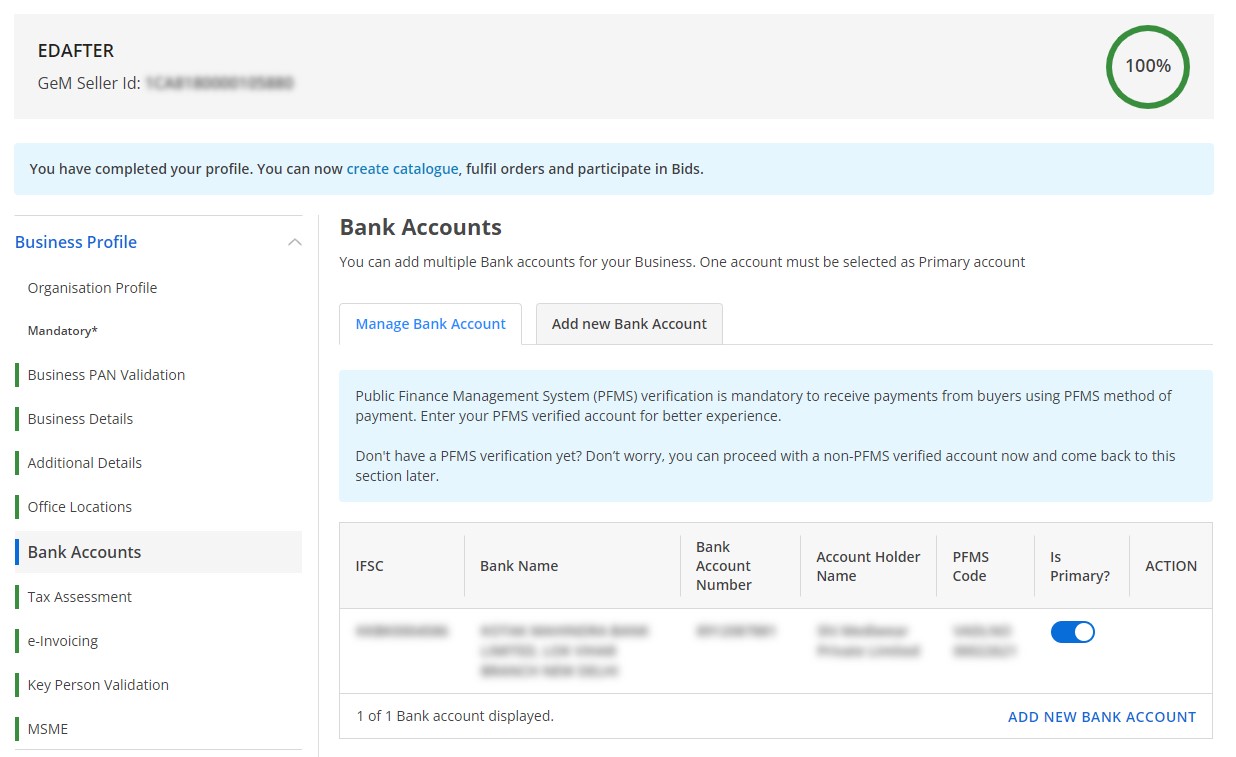 EDAFTER
GeM Seller Id:
100%
You have completed your profile. You can now create catalogue, fulfil orders and participate in Bids.
Business Profile
Organisation Profile
Mandatory*
Business PAN Validation
Business Details
Additional Details
Office Locations
Bank Accounts
Tax Assessment
e-Invoicing
Key Person Validation
MSME
Bank Accounts
You can add multiple Bank accounts for your Business. One account must be selected as Primary account
Manage Bank Account
Add new Bank Account
Public Finance Management System (PFMS) verification is mandatory to receive payments from buyers using PFMS method of
payment. Enter your PFMS verified account for better experience.
Don't have a PFMS verification yet? Don’t worry, you can proceed with a non-PFMS verified account now and come back to this
section later.
IFSC
Bank Name
Bank
Account
Number
Account Holder
Name
PFMS
Code
Is
Primary?
ACTION
1 of 1 Bank account displayed.
ADD NEW BANK ACCOUNT